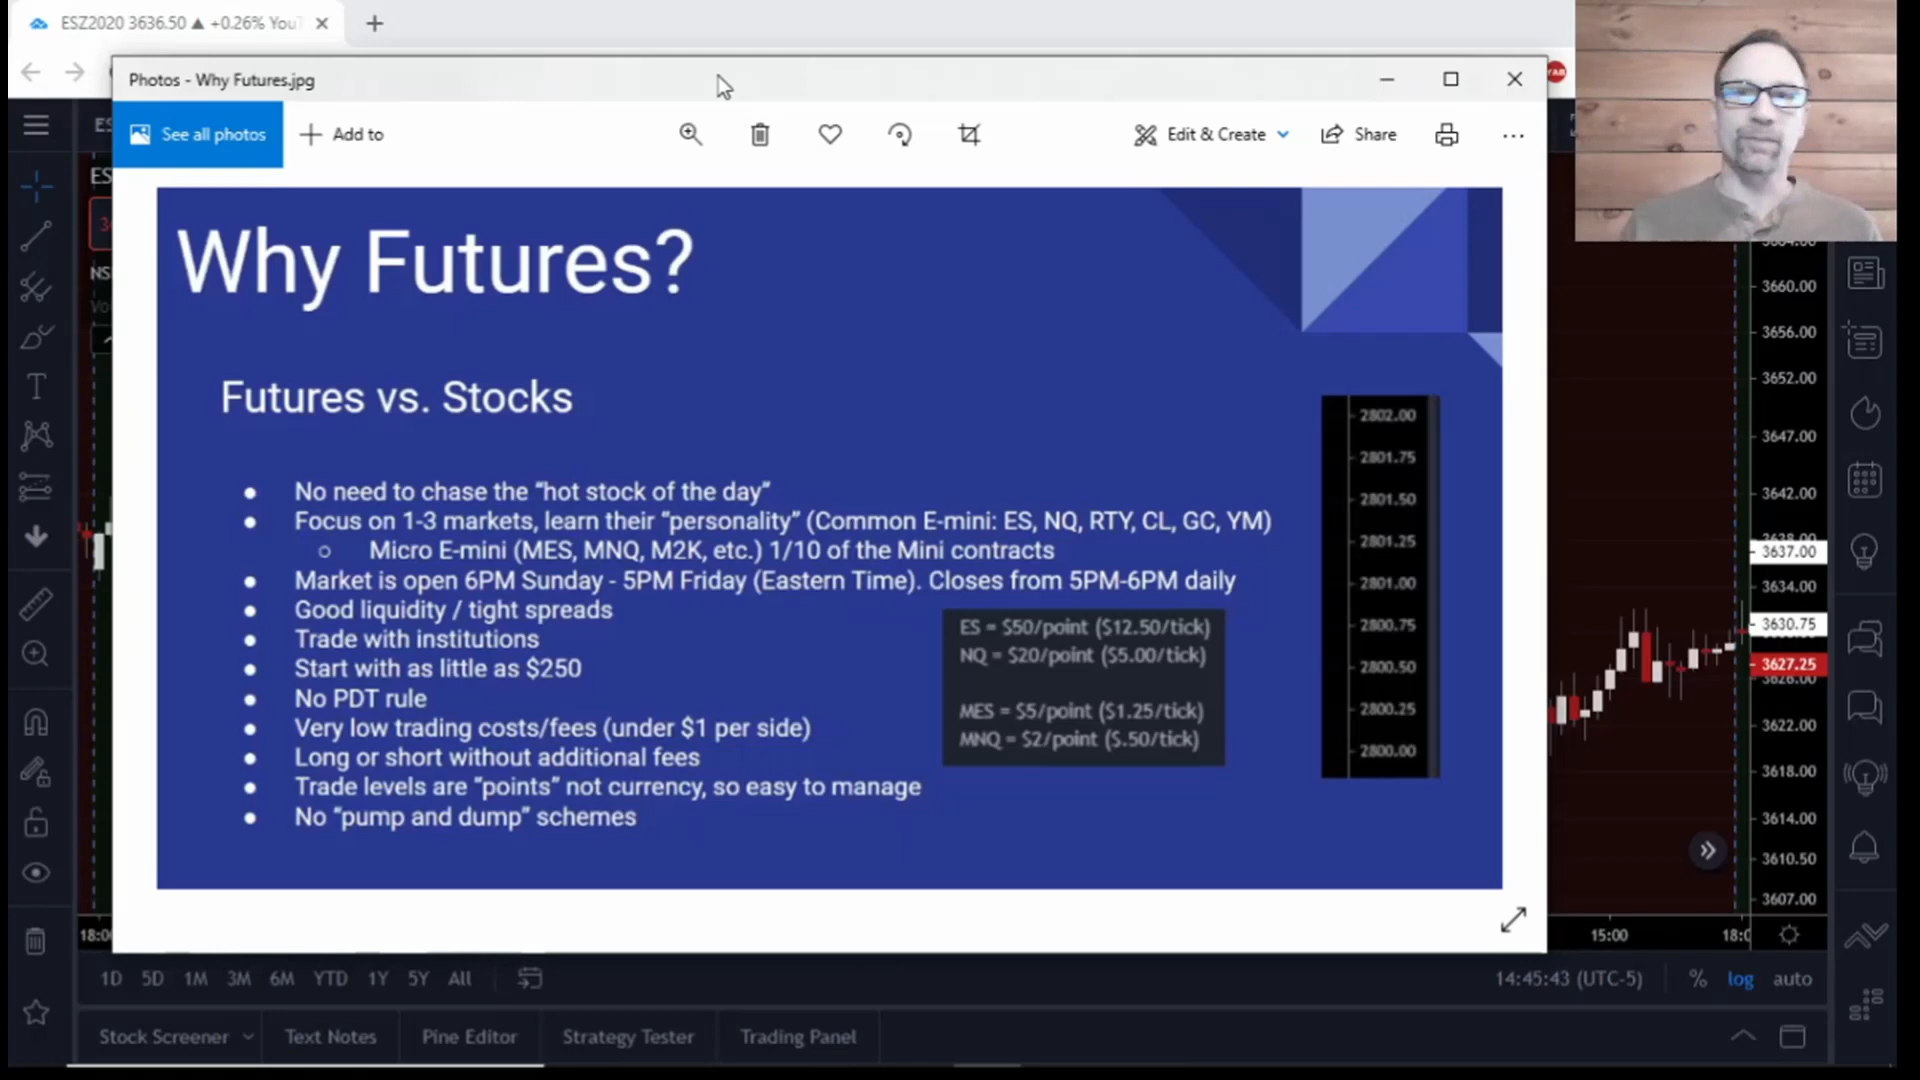 ESZ2020 3636.50 ▲ +0.26% YouT
Photos - Why Futures.jpg
See all photos
Add to
Edit & Create
Share
Why Futures?
Futures vs. Stocks
• No need to chase the “hot stock of the day”
• Focus on 1-3 markets, learn their “personality” (Common E-mini: ES, NQ, RTY, CL, GC, YM)
○ Micro E-mini (MES, MNQ, M2K, etc.) 1/10 of the Mini contracts
• Market is open 6PM Sunday - 5PM Friday (Eastern Time). Closes from 5PM-6PM daily
• Good liquidity / tight spreads
• Trade with institutions
• Start with as little as $250
• No PDT rule
• Very low trading costs/fees (under $1 per side)
• Long or short without additional fees
• Trade levels are “points” not currency, so easy to manage
• No “pump and dump” schemes
ES = $50/point ($12.50/tick)
NQ = $20/point ($5.00/tick)
MES = $5/point ($1.25/tick)
MNQ = $2/point ($.50/tick)
2802.00
2801.75
2801.50
2801.25
2801.00
2800.75
2800.50
2800.25
2800.00
ES
NS
3660.00
3656.00
3652.00
3647.00
3642.00
3637.00
3634.00
3630.75
3627.25
3622.00
3618.00
3614.00
3610.50
3607.00
18:0
15:00
1D 5D 1M 3M 6M YTD 1Y 5Y All
14:45:43 (UTC-5) % log auto
Stock Screener Text Notes Pine Editor Strategy Tester Trading Panel